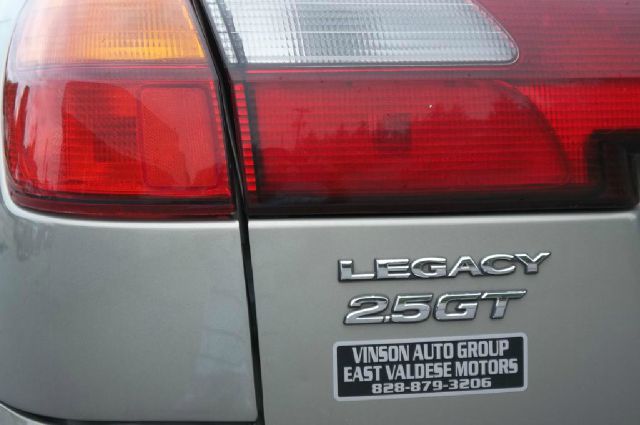 LEGACY
2.5GT
VINSON AUTO GROUP
EAST VALDESE MOTORS
828-879-3206